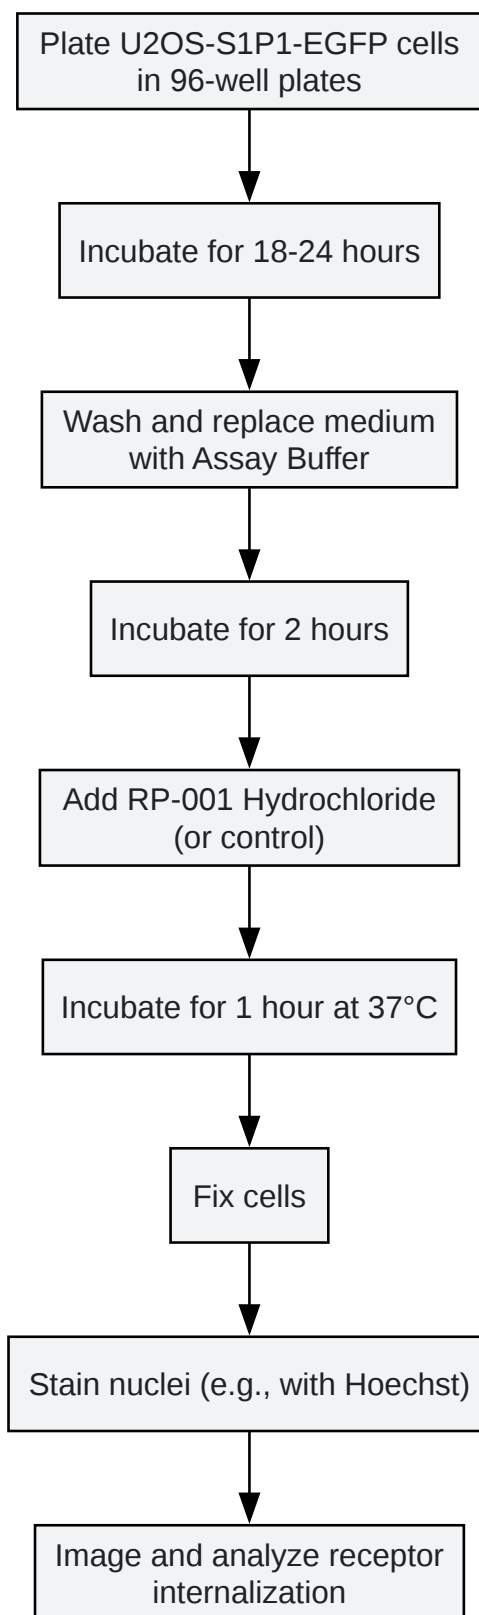 Plate U2OS-S1P1-EGFP cells
in 96-well plates
Incubate for 18-24 hours
Wash and replace medium
with Assay Buffer
Incubate for 2 hours
Add RP-001 Hydrochloride
(or control)
Incubate for 1 hour at 37°C
Fix cells
Stain nuclei (e.g., with Hoechst)
Image and analyze receptor
internalization